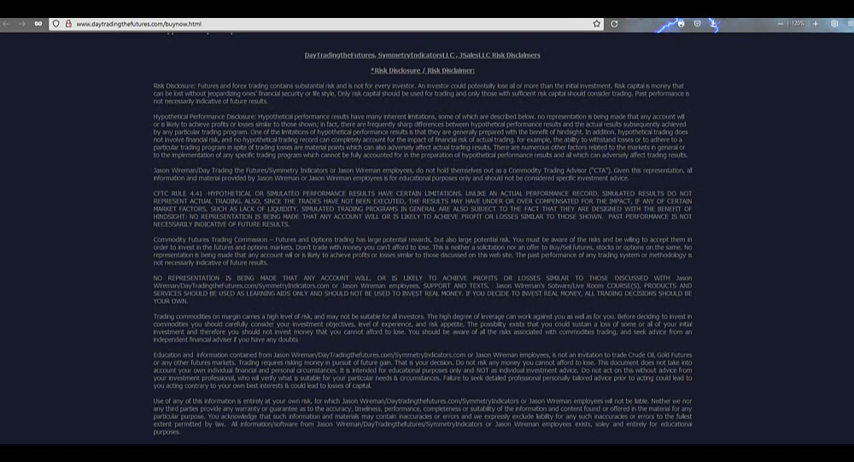 www.daytradingthefutures.com/buynow.html
120%
DayTradingtheFutures, SymmetryIndicatorsLLC , JSalesLLC Risk Disclaimers
*Risk Disclosure / Risk Disclaimer:
Risk Disclosure: Futures and forex trading contains substantial risk and is not for every investor. An investor could potentially lose all or more than the initial investment. Risk capital is money that
can be lost without jeopardizing ones' financial security or life style. Only risk capital should be used for trading and only those with sufficient risk capital should consider trading. Past performance is
not necessarily indicative of future results.
Hypothetical Performance Disclosure: Hypothetical performance results have many inherent limitations, some of which are described below. no representation is being made that any account will
or is likely to achieve profits or losses similar to those shown; in fact, there are frequently sharp differences between hypothetical performance results and the actual results subsequently achieved
by any particular trading program. One of the limitations of hypothetical performance results is that they are generally prepared with the benefit of hindsight. In addition, hypothetical trading does
not involve financial risk, and no hypothetical trading record can completely account for the impact of financial risk of actual trading. for example, the ability to withstand losses or to adhere to a
particular trading program in spite of trading losses are material points which can also adversely affect actual trading results. There are numerous other factors related to the markets in general or
to the implementation of any specific trading program which cannot be fully accounted for in the preparation of hypothetical performance results and all which can adversely affect trading results.
Jason Wireman/Day Trading the Futures/Symmetry Indicators or Jason Wireman employees, do not hold themselves out as a Commodity Trading Advisor ("CTA"). Given this representation, all
information and material provided by Jason Wireman or Jason Wireman employees is for educational purposes only and should not be considered specific investment advice.
CFTC RULE 4.41 -HYPOTHETICAL OR SIMULATED PERFORMANCE RESULTS HAVE CERTAIN LIMITATIONS. UNLIKE AN ACTUAL PERFORMANCE RECORD, SIMULATED RESULTS DO NOT
REPRESENT ACTUAL TRADING. ALSO, SINCE THE TRADES HAVE NOT BEEN EXECUTED, THE RESULTS MAY HAVE UNDER OR OVER COMPENSATED FOR THE IMPACT, IF ANY OF CERTAIN
MARKET FACTORS, SUCH AS LACK OF LIQUIDITY. SIMULATED TRADING PROGRAMS IN GENERAL ARE ALSO SUBJECT TO THE FACT THAT THEY ARE DESIGNED WITH THE BENEFIT OF
HINDSIGHT. NO REPRESENTATION IS BEING MADE THAT ANY ACCOUNT WILL OR IS LIKELY TO ACHIEVE PROFIT OR LOSSES SIMILAR TO THOSE SHOWN. PAST PERFORMANCE IS NOT
NECESSARILY INDICATIVE OF FUTURE RESULTS.
Commodity Futures Trading Commission – Futures and Options trading has large potential rewards, but also large potential risk. You must be aware of the risks and be willing to accept them in
order to invest in the futures and options markets. Don't trade with money you can't afford to lose. This is neither a solicitation nor an offer to Buy/Sell futures, stocks or options on the same. No
representation is being made that any account will or is likely to achieve profits or losses similar to those discussed on this web site. The past performance of any trading system or methodology is
not necessarily indicative of future results.
NO REPRESENTATION IS BEING MADE THAT ANY ACCOUNT WILL, OR IS LIKELY TO ACHIEVE PROFITS OR LOSSES SIMILAR TO THOSE DISCUSSED WITH Jason
Wireman/DayTradingthefutures.com/SymmetryIndicators.com or Jason Wireman employees, SUPPORT AND TEXTS. Jason Wireman's Sotware/Live Room COURSE(S), PRODUCTS AND
SERVICES SHOULD BE USED AS LEARNING AIDS ONLY AND SHOULD NOT BE USED TO INVEST REAL MONEY. IF YOU DECIDE TO INVEST REAL MONEY, ALL TRADING DECISIONS SHOULD BE
YOUR OWN.
Trading commodities on margin carries a high level of risk, and may not be suitable for all investors. The high degree of leverage can work against you as well as for you. Before deciding to invest in
commodities you should carefully consider your investment objectives, level of experience, and risk appetite. The possibility exists that you could sustain a loss of some or all of your initial
investment and therefore you should not invest money that you cannot afford to lose. You should be aware of all the risks associated with commodities trading, and seek advice from an
independent financial adviser if you have any doubts
Education and information contained from Jason Wireman/DayTradingthefutures.com/SymmetryIndicators.com or Jason Wireman employees, is not an invitation to trade Crude Oil, Gold Futures
or any other futures markets. Trading requires risking money in pursuit of future gain. That is your decision. Do not risk any money you cannot afford to lose. This document does not take into
account your own individual financial and personal circumstances. It is intended for educational purposes only and NOT as individual investment advice. Do not act on this without advice from
your investment professional, who will verify what is suitable for your particular needs & circumstances. Failure to seek detailed professional personally tailored advice prior to acting could lead to
you acting contrary to your own best interests & could lead to losses of capital.
Use of any of this information is entirely at your own risk, for which Jason Wireman/Daytradingthefutures.com/SymmetryIndicators or Jason Wireman employees will not be liable. Neither we nor
any third parties provide any warranty or guarantee as to the accuracy, timeliness, performance, completeness or suitability of the information and content found or offered in the material for any
particular purpose. You acknowledge that such information and materials may contain inaccuracies or errors and we expressly exclude liability for any such inaccuracies or errors to the fullest
extent permitted by law. All information/software from Jason Wireman/DayTradingthefutures/SymmetryIndicators or Jason Wireman employees exists, soley and entirely for educational
purposes.